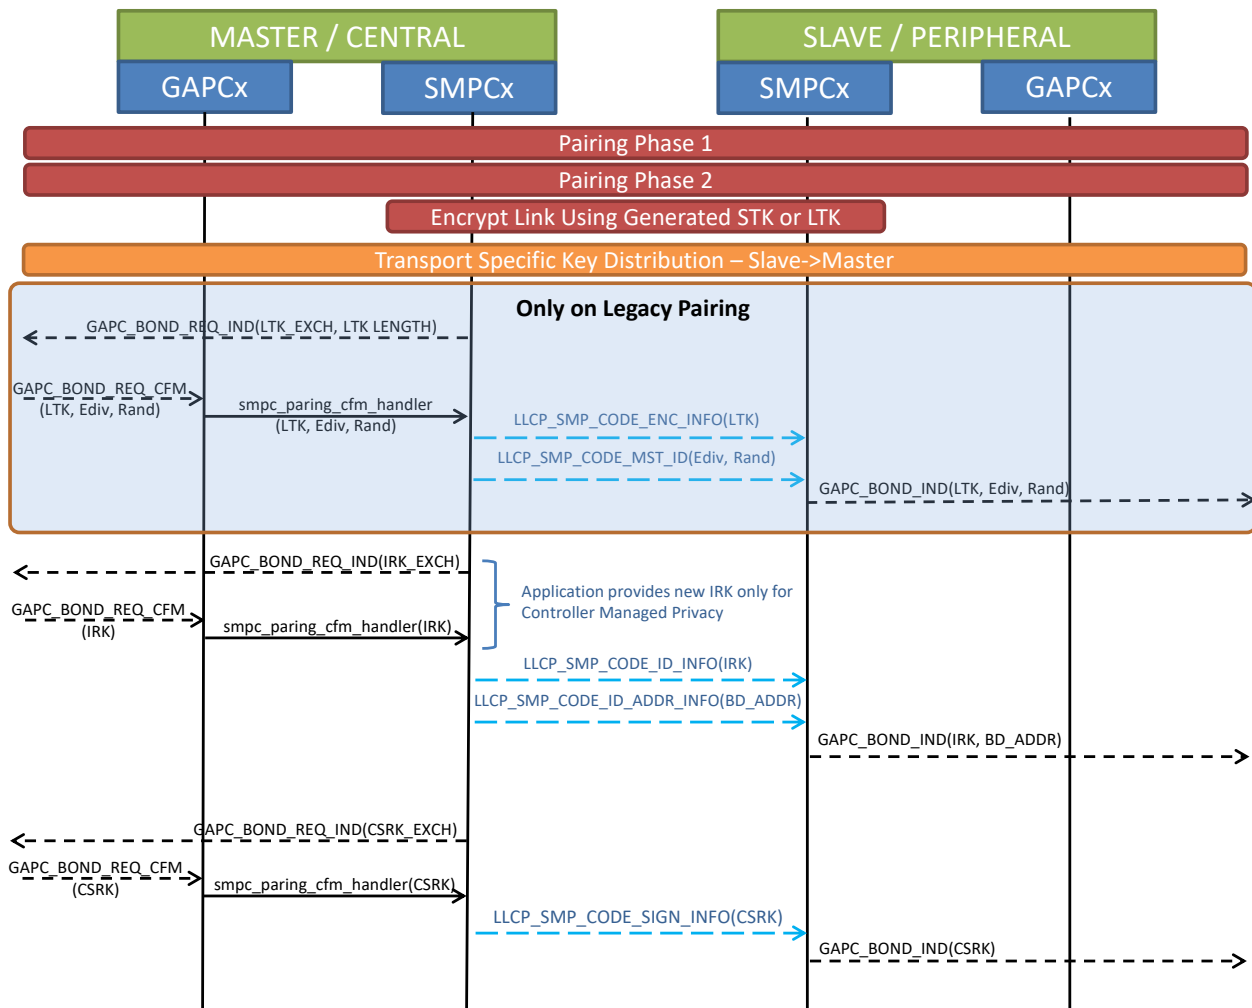 MASTER / CENTRAL
SLAVE / PERIPHERAL
GAPCx
SMPCx
SMPCx
GAPCx
Pairing Phase 1
Pairing Phase 2
Encrypt Link Using Generated STK or LTK
Transport Specific Key Distribution – Slave->Master
Only on Legacy Pairing
GAPC_BOND_REQ_IND(LTK_EXCH, LTK LENGTH)
GAPC_BOND_REQ_CFM
(LTK, Ediv, Rand)
smpc_paring_cfm_handler
(LTK, Ediv, Rand)
LLCP_SMP_CODE_ENC_INFO(LTK)
LLCP_SMP_CODE_MST_ID(Ediv, Rand)
GAPC_BOND_IND(LTK, Ediv, Rand)
GAPC_BOND_REQ_IND(IRK_EXCH)
Application provides new IRK only for
Controller Managed Privacy
GAPC_BOND_REQ_CFM
(IRK)
smpc_paring_cfm_handler(IRK)
LLCP_SMP_CODE_ID_INFO(IRK)
LLCP_SMP_CODE_ID_ADDR_INFO(BD_ADDR)
GAPC_BOND_IND(IRK, BD_ADDR)
GAPC_BOND_REQ_IND(CSRK_EXCH)
GAPC_BOND_REQ_CFM
(CSRK)
smpc_paring_cfm_handler(CSRK)
LLCP_SMP_CODE_SIGN_INFO(CSRK)
GAPC_BOND_IND(CSRK)